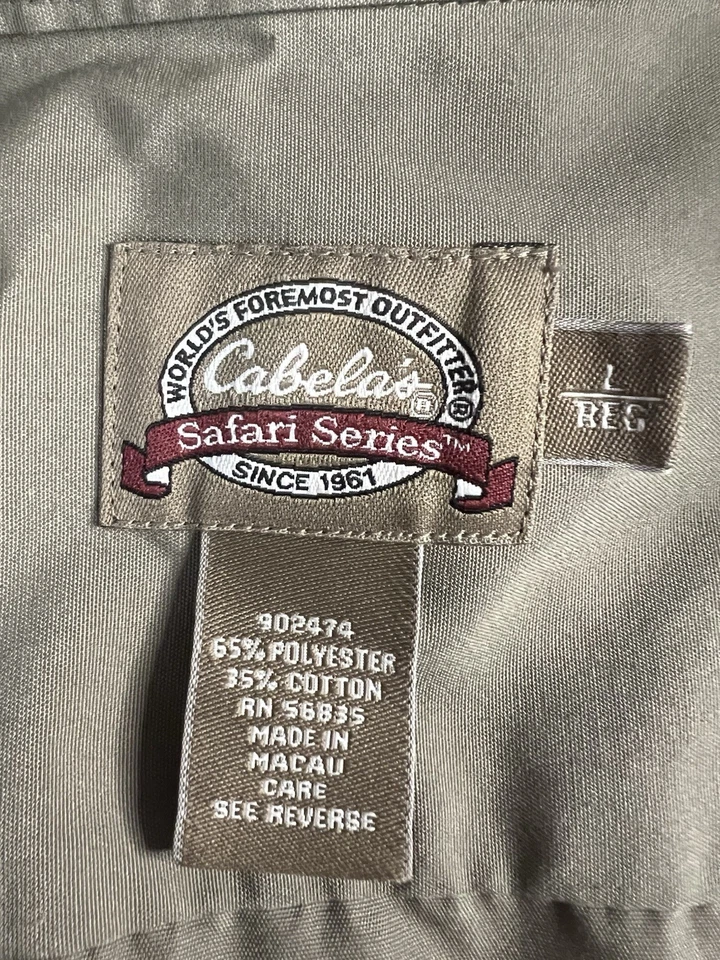 WORLD'S FOREMOST OUTFITTER®
Cabela's®
Safari Series™
SINCE 1961
L
REG
902474
65% POLYESTER
35% COTTON
RN 56835
MADE IN
MACAU
CARE
SEE REVERSE